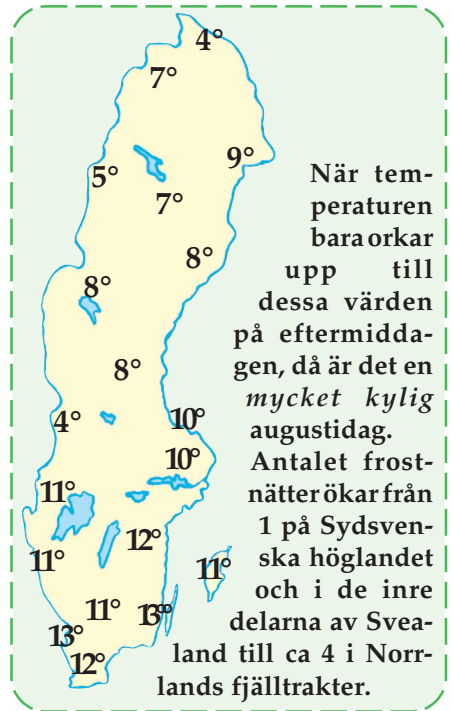 4°
7°
9°
5°
7°
8°
8°
8°
4°
10°
10°
11°
12°
11°
11°
11°
13°
13°
12°
När tem-
peraturen
bara orkar
upp till
dessa värden
på eftermidda-
gen, då är det en
mycket kylig
augustidag.
Antalet frost-
nätter ökar från
1 på Sydsven-
ska höglandet
och i de inre
delarna av Svea-
land till ca 4 i Norr-
lands fjälltrakter.